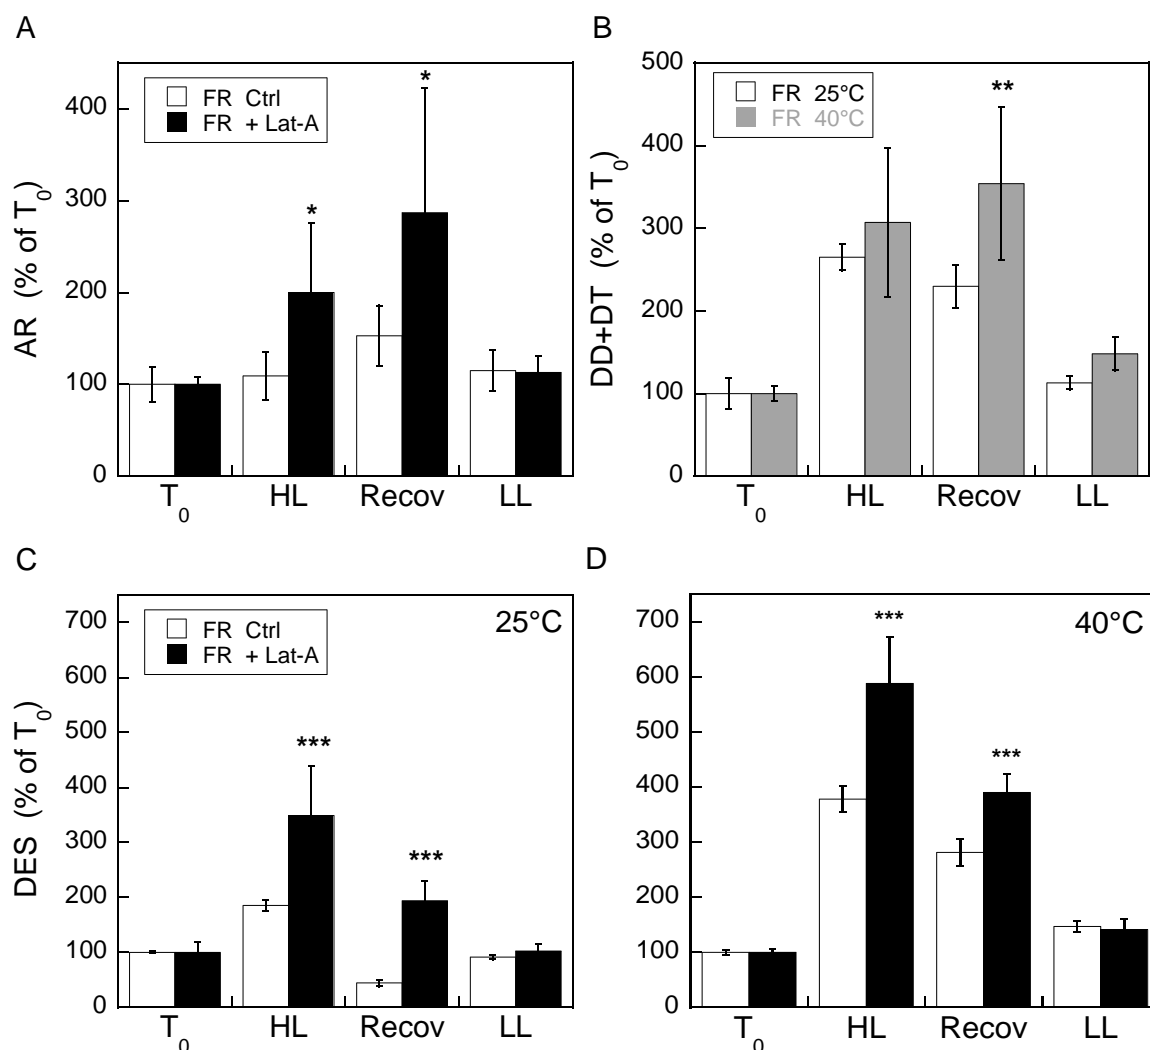 A
AR (% of T0)
400
300
200
100
0
FR Ctrl
FR + Lat-A
*
*
T0 HL Recov LL
B
DD+DT (% of T0)
500
400
300
200
100
0
FR 25°C
FR 40°C
**
T0 HL Recov LL
C
DES (% of T0)
700
600
500
400
300
200
100
0
FR Ctrl
FR + Lat-A
25°C
***
***
T0 HL Recov LL
D
700
600
500
400
300
200
100
0
40°C
***
***
T0 HL Recov LL